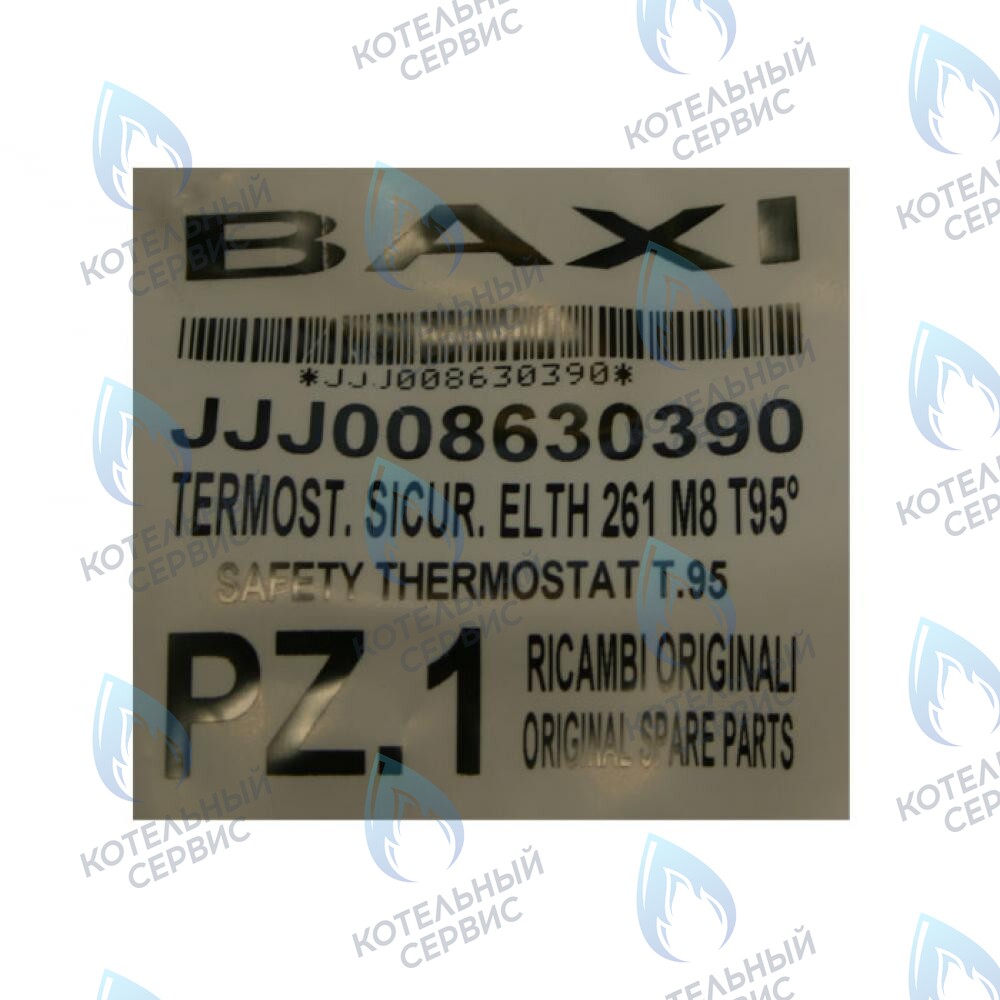 BAXI
*JJJ008630390*
JJJ008630390
TERMOST. SICUR. ELTH 261 M8 T95°
SAFETY THERMOSTAT T.95
PZ.1
RICAMBI ORIGINALI
ORIGINAL SPARE PARTS
КОТЕЛЬНЫЙ
СЕРВИС